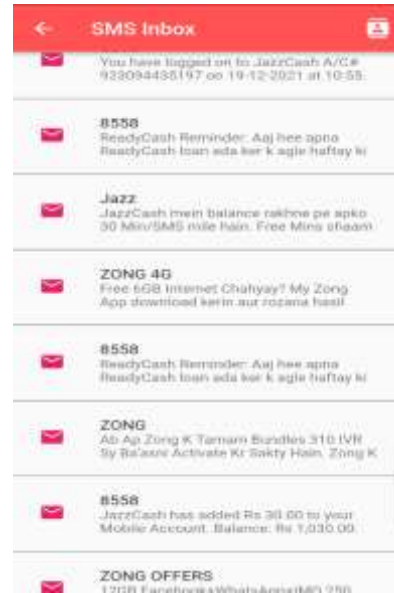 SMS Inbox
You have logged on to JazzCash A/C#
923094435197 on 19-12-2021 at 10:55.
8558
ReadyCash Reminder: Aaj hee apna
ReadyCash loan ada ker k agle haftay ki
Jazz
JazzCash mein balance rakhne pe apko
30 Min/SMS mile hain. Free Mins shaam
ZONG 4G
Free 6GB Internet Chahyay? My Zong
App download kerin aur rozana hasil
8558
ReadyCash Reminder: Aaj hee apna
ReadyCash loan ada ker k agle haftay ki
ZONG
Ab Ap Zong K Tamam Bundles 310 IVR
Sy Ba'asni Activate Kr Sakty Hain. Zong K
8558
JazzCash has added Rs 30.00 to your
Mobile Account. Balance: Rs 1,030.00.
ZONG OFFERS
12GB